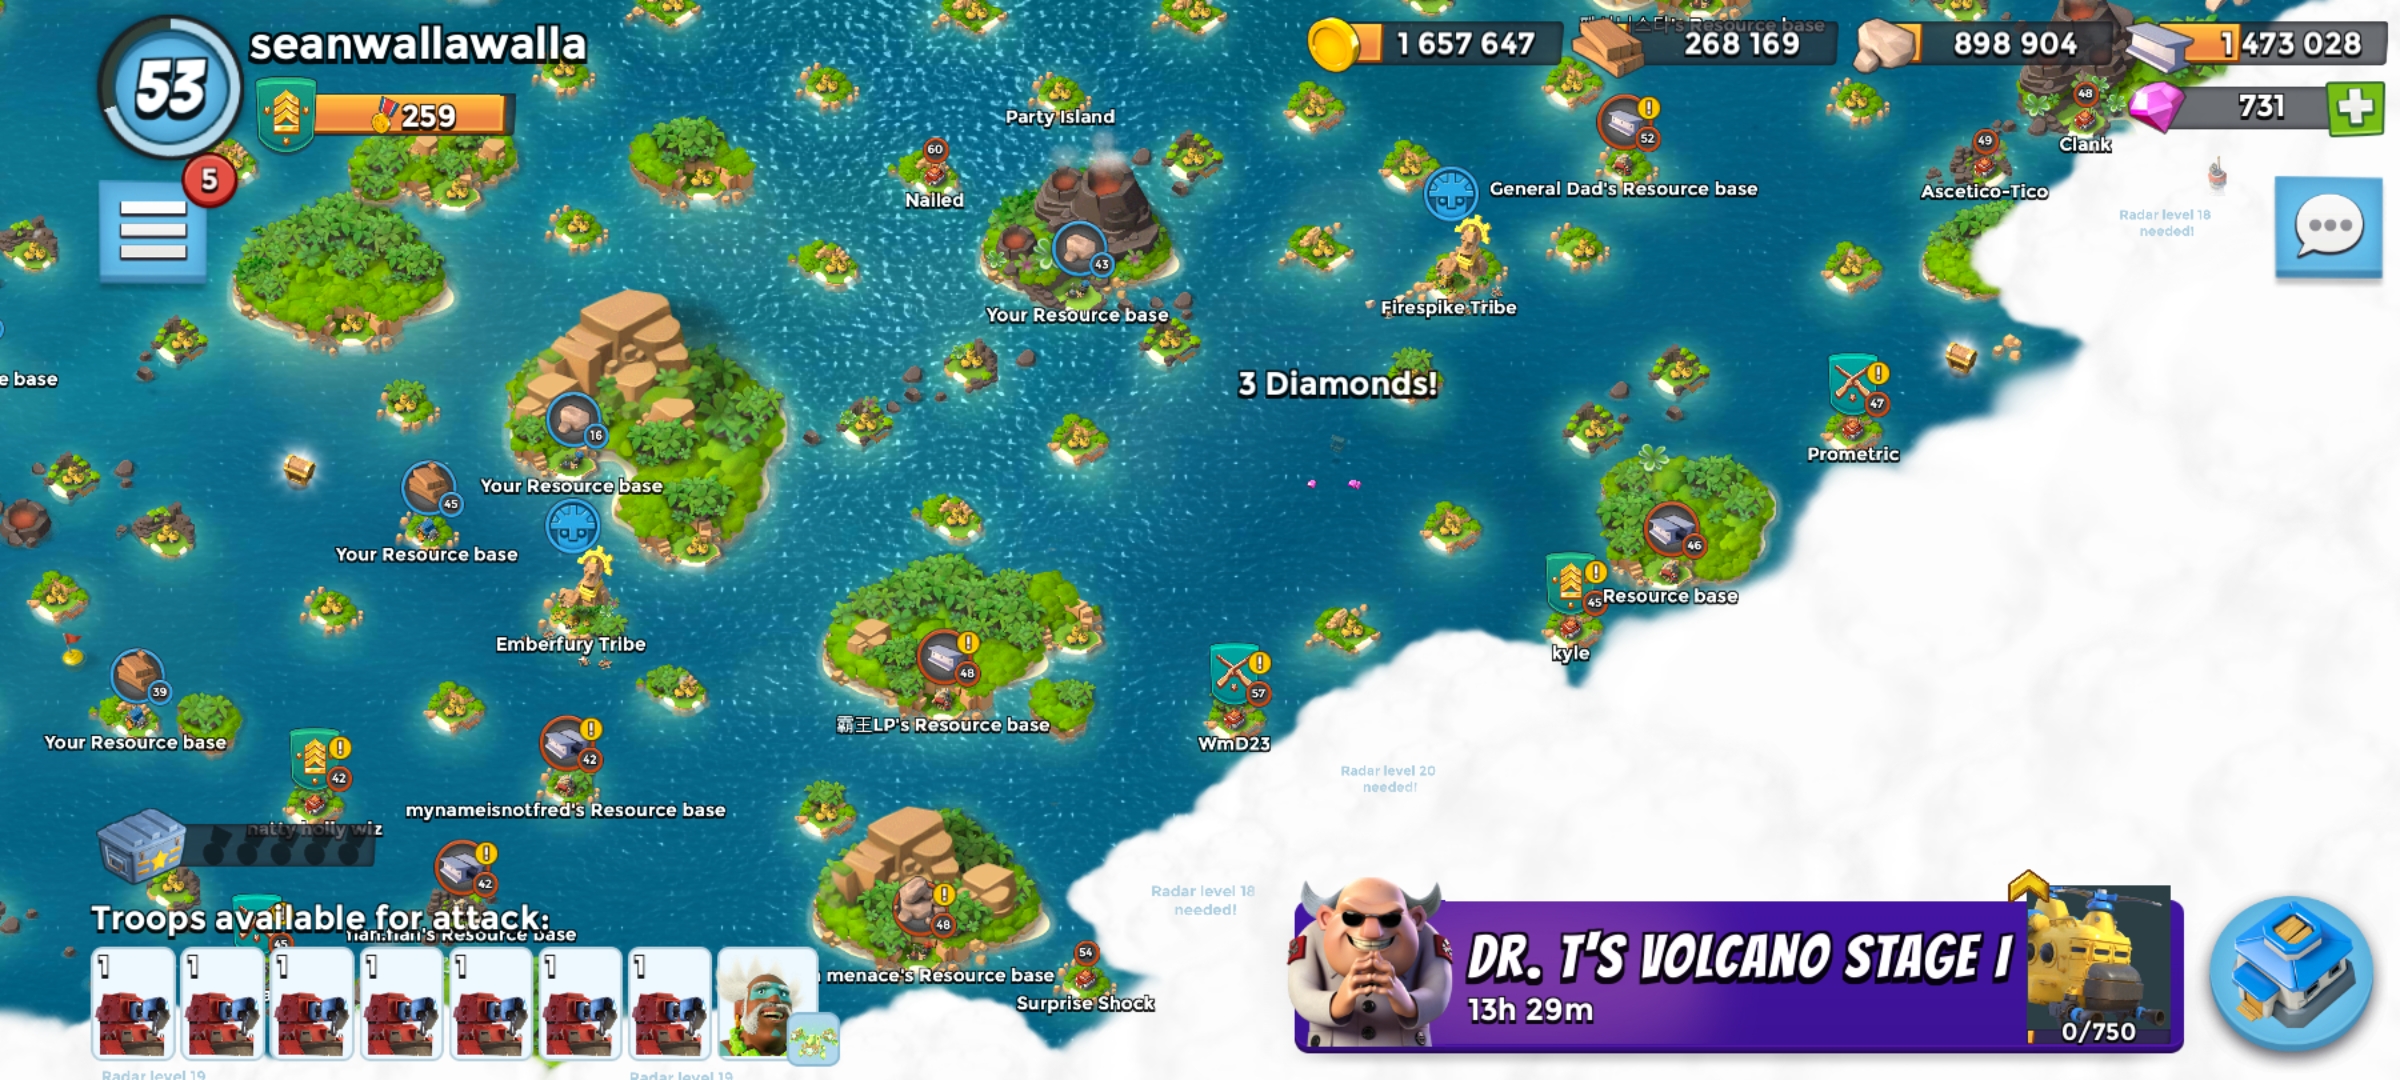 53
seanwallawalla
259
5
1 657 647
's Resource base
268 169
898 904
1 473 028
731
48
Clank
Party Island
60
Nailed
52
General Dad's Resource base
49
Ascetico-Tico
Radar level 18
needed!
43
Your Resource base
Firespike Tribe
e base
3 Diamonds!
47
Prometric
16
Your Resource base
45
Your Resource base
46
Resource base
45
kyle
Emberfury Tribe
48
霸王LP's Resource base
57
WmD23
39
Your Resource base
42
natty holly wiz
42
mynameisnotfred's Resource base
Radar level 20
needed!
42
Radar level 18
needed!
Troops available for attack:
45
's Resource base
48
menace's Resource base
54
Surprise Shock
1
1
1
1
1
1
1
DR. T'S VOLCANO STAGE I
13h 29m
0/750
Radar level 19
Radar level 19